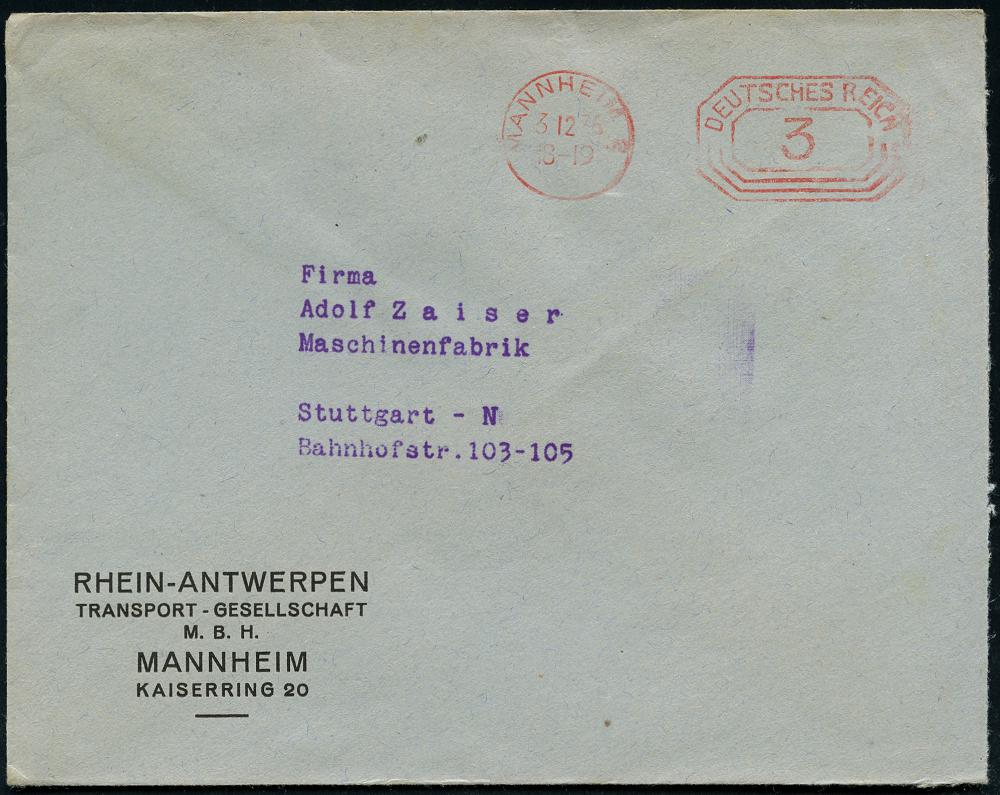 MANNHEIM 2
3.12 36
18-19
DEUTSCHES REICH
3
Firma
Adolf Z a i s e r
Maschinenfabrik
Stuttgart - N
Bahnhofstr.103-105
RHEIN-ANTWERPEN
TRANSPORT - GESELLSCHAFT
M. B. H.
MANNHEIM
KAISERRING 20